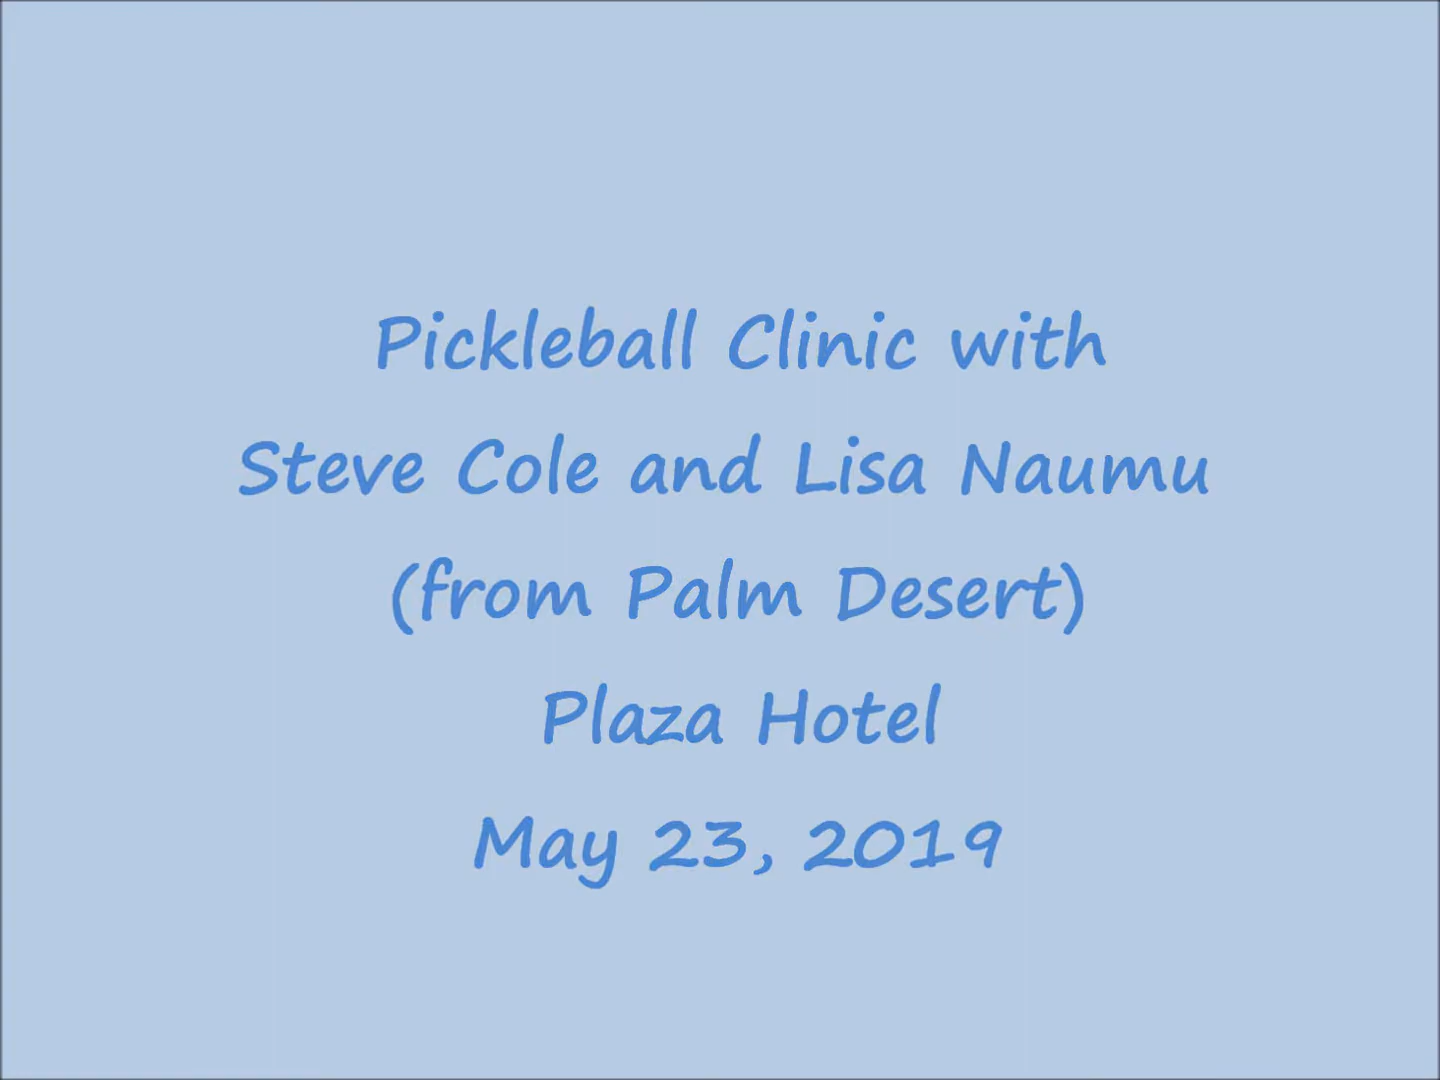 Pickleball Clinic with
Steve Cole and Lisa Naumu
(from Palm Desert)
Plaza Hotel
May 23, 2019